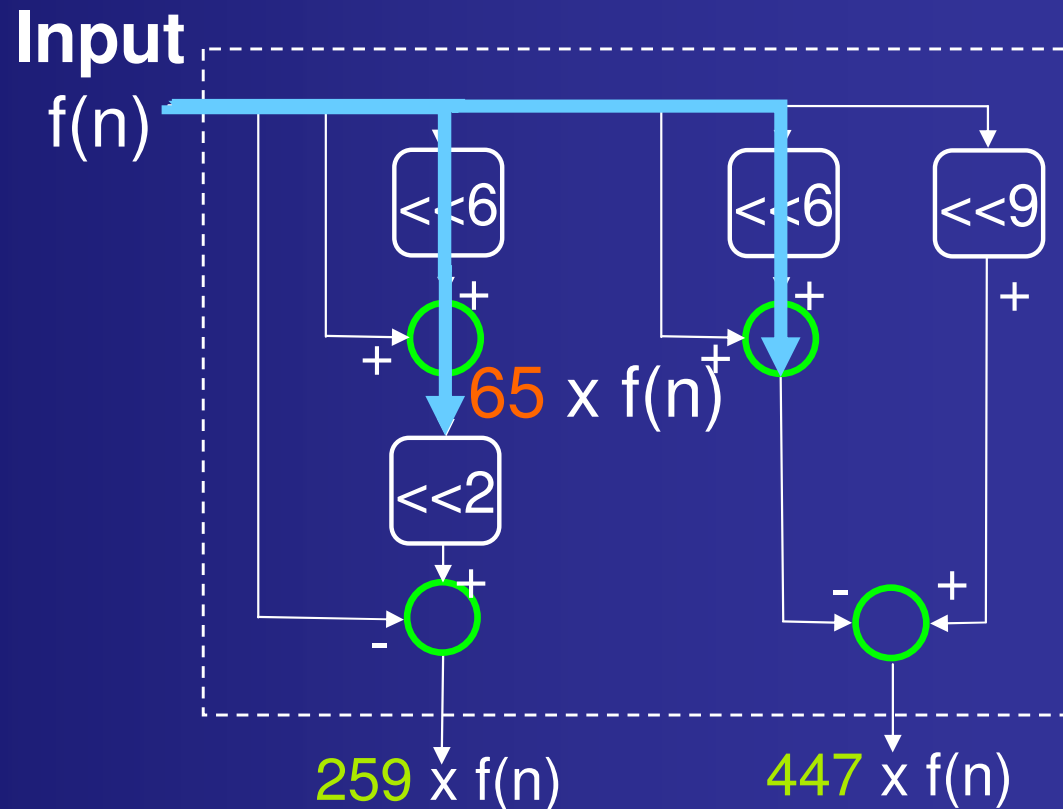 Input
f(n)
<<6 <<6 <<9
+ + +
+ +
65 x f(n)
<<2
+ - +
-
259 x f(n) 447 x f(n)